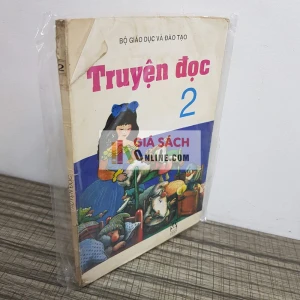 BỘ GIÁO DỤC VÀ ĐÀO TẠO
Truyện đọc
2
GIÁ SÁCH
ONLINE.COM